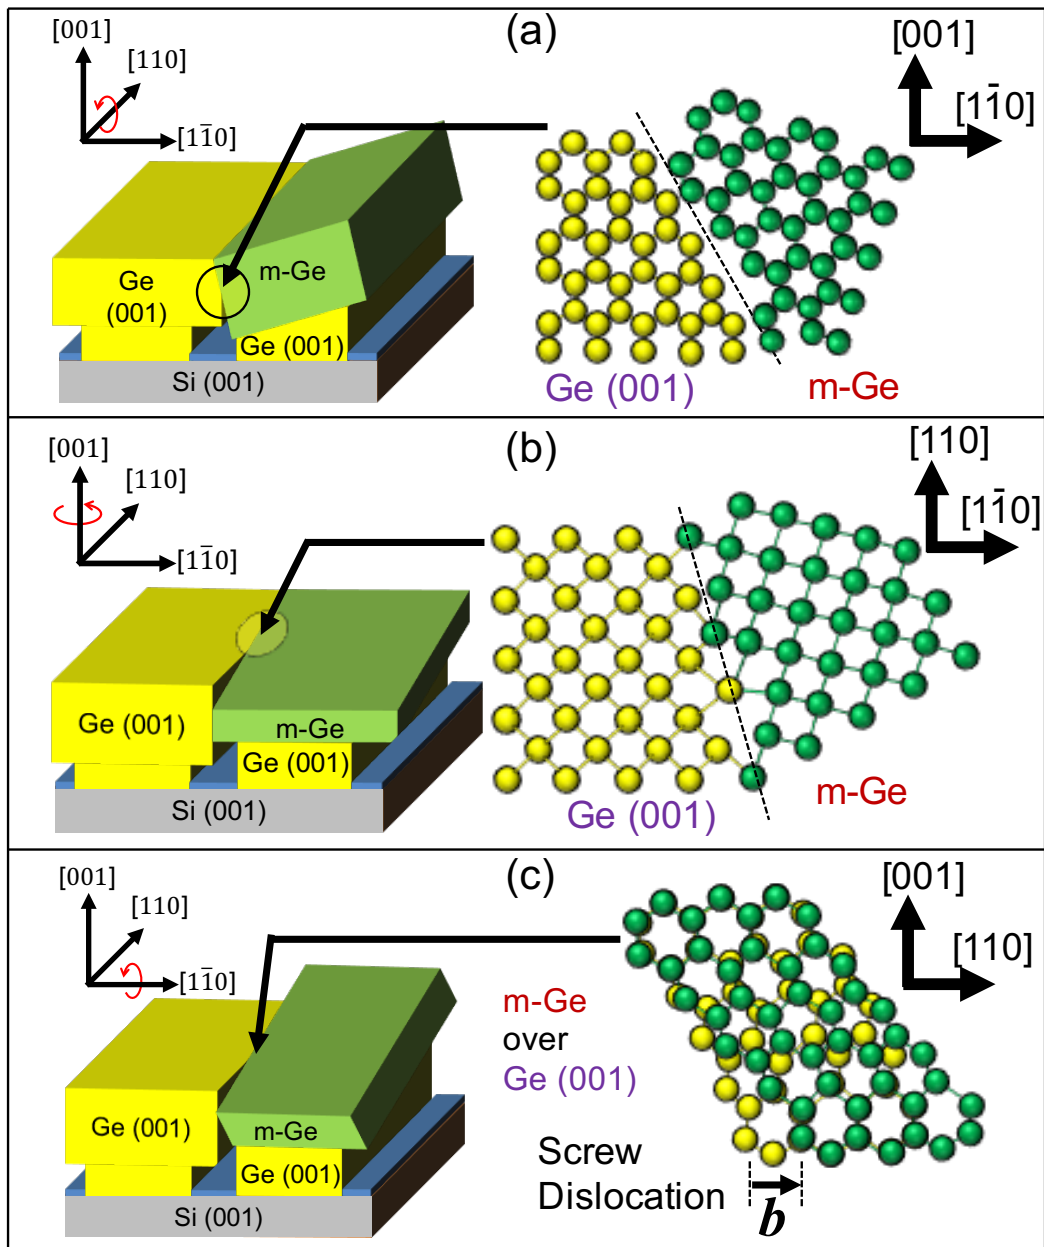 (a)
[001]
[110]
[11̅0]
Ge
(001)
m-Ge
Ge (001)
Si (001)
[001]
[11̅0]
Ge (001)
m-Ge
(b)
[001]
[110]
[11̅0]
Ge (001)
m-Ge
Ge (001)
Si (001)
[110]
[11̅0]
Ge (001)
m-Ge
(c)
[001]
[110]
[11̅0]
Ge (001)
m-Ge
Ge (001)
Si (001)
m-Ge
over
Ge (001)
Screw
Dislocation
b
[001]
[110]